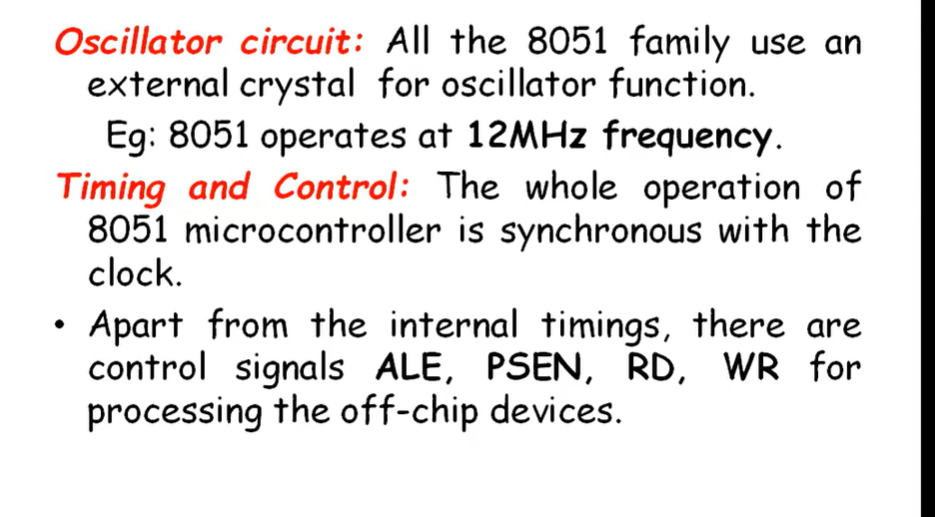 Oscillator circuit: All the 8051 family use an
external crystal for oscillator function.
Eg: 8051 operates at 12MHz frequency.
Timing and Control: The whole operation of
8051 microcontroller is synchronous with the
clock.
• Apart from the internal timings, there are
control signals ALE, PSEN, RD, WR for
processing the off-chip devices.